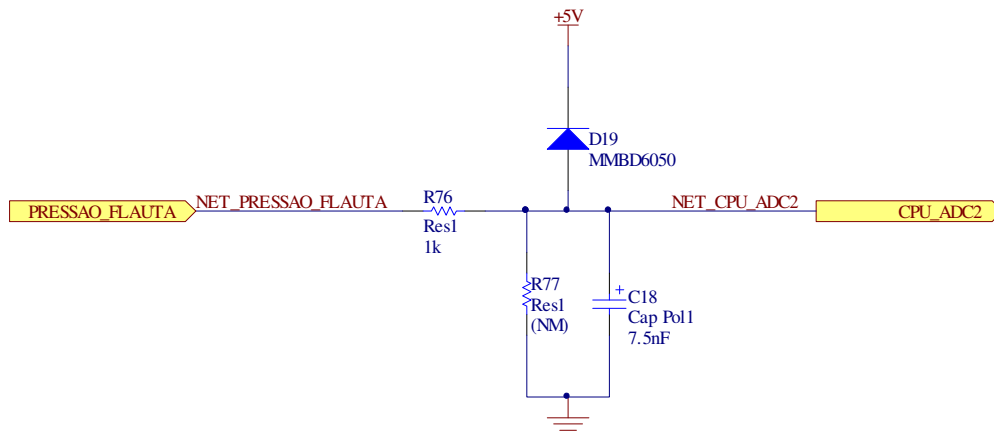 +5V
D19
MMBD6050
PRESSAO_FLAUTA
NET_PRESSAO_FLAUTA
R76
Res1
1k
NET_CPU_ADC2
CPU_ADC2
R77
Res1
(NM)
+
C18
Cap Pol1
7.5nF